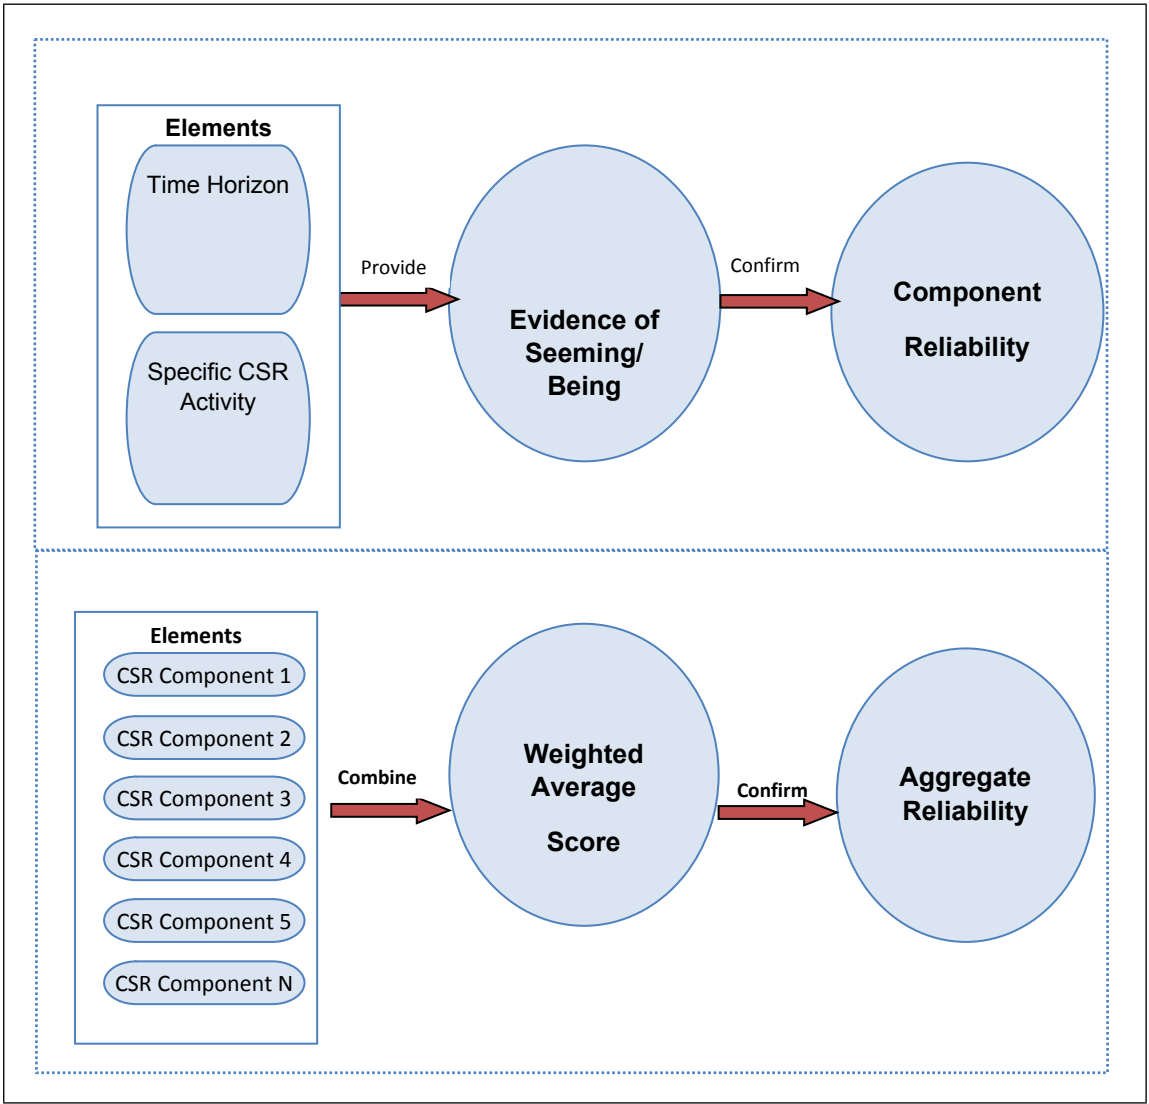 Elements
Time Horizon
Specific CSR
Activity
Provide
Evidence of
Seeming/
Being
Confirm
Component
Reliability
Elements
CSR Component 1
CSR Component 2
CSR Component 3
CSR Component 4
CSR Component 5
CSR Component N
Combine
Weighted
Average
Score
Confirm
Aggregate
Reliability